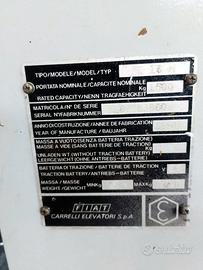 TIPO/MODELE/MODEL/TYP
PORTATA NOMINALE/CAPACITE NOMINALE
RATED CAPACITY/NENN TRAGFAEHIGKEIT
Kg
MATRICOLA/N° DE SERIE
SERIAL N°/FABRIKNUMMER
ANNO DI COSTRUZIONE/ANNEE DE FABRICATION
YEAR OF MANUFACTURE/BAUJAHR
MASSA A VUOTO (SENZA BATTERIA TRAZIONE)
MASSE A VIDE (SANS BATTERIE DE TRACTION)
UNLADEN WT (WITHOUT TRACTION BATTERY)
LEERGEWICHT (OHNE ANTRIEBS-BATTERIE)
BATTERIA DI TRAZIONE / BATTERIE DE TRACTION
TRACTION BATTERY / ANTRIEBS-BATTERIE
V
MASSA / MASSE
WEIGHT / GEWICHT
MIN Kg
MAX Kg
FIAT
CARRELLI ELEVATORI S.p.A.